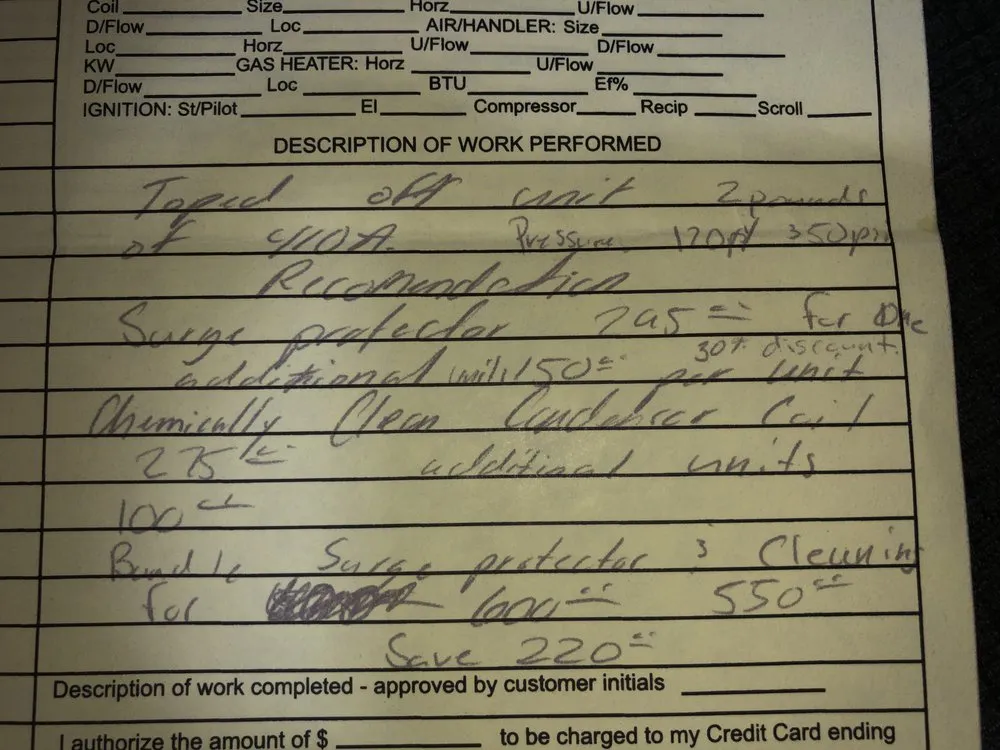 Coil Size Horz U/Flow
D/Flow Loc AIR/HANDLER: Size
Loc Horz U/Flow D/Flow
KW GAS HEATER: Horz U/Flow
D/Flow Loc BTU Ef%
IGNITION: St/Pilot El Compressor Recip Scroll
DESCRIPTION OF WORK PERFORMED
Toped off unit 2 pounds
of 410A. Pressure 120psi 350psi
Recomendation
Surge protector 295 for One
30% discount.
additional unit 150 per unit
Chemically Clean Condenser Coil
275 additional units
100
Bundle Surge protector & Cleaning
for 600 550
Save 220
Description of work completed - approved by customer initials
I authorize the amount of $ to be charged to my Credit Card ending